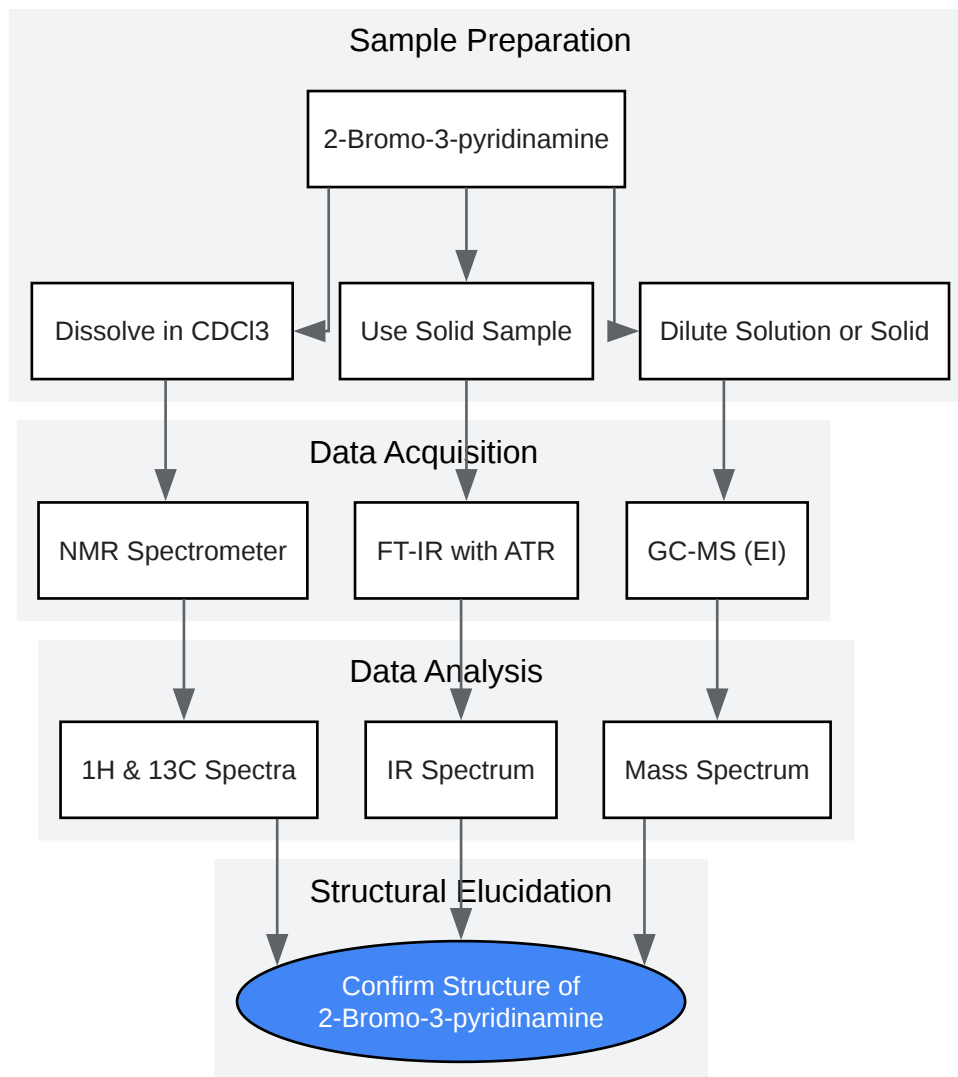 Sample Preparation
2-Bromo-3-pyridinamine
Dissolve in CDCl3
Use Solid Sample
Dilute Solution or Solid
Data Acquisition
NMR Spectrometer
FT-IR with ATR
GC-MS (EI)
Data Analysis
1H & 13C Spectra
IR Spectrum
Mass Spectrum
Structural Elucidation
Confirm Structure of
2-Bromo-3-pyridinamine